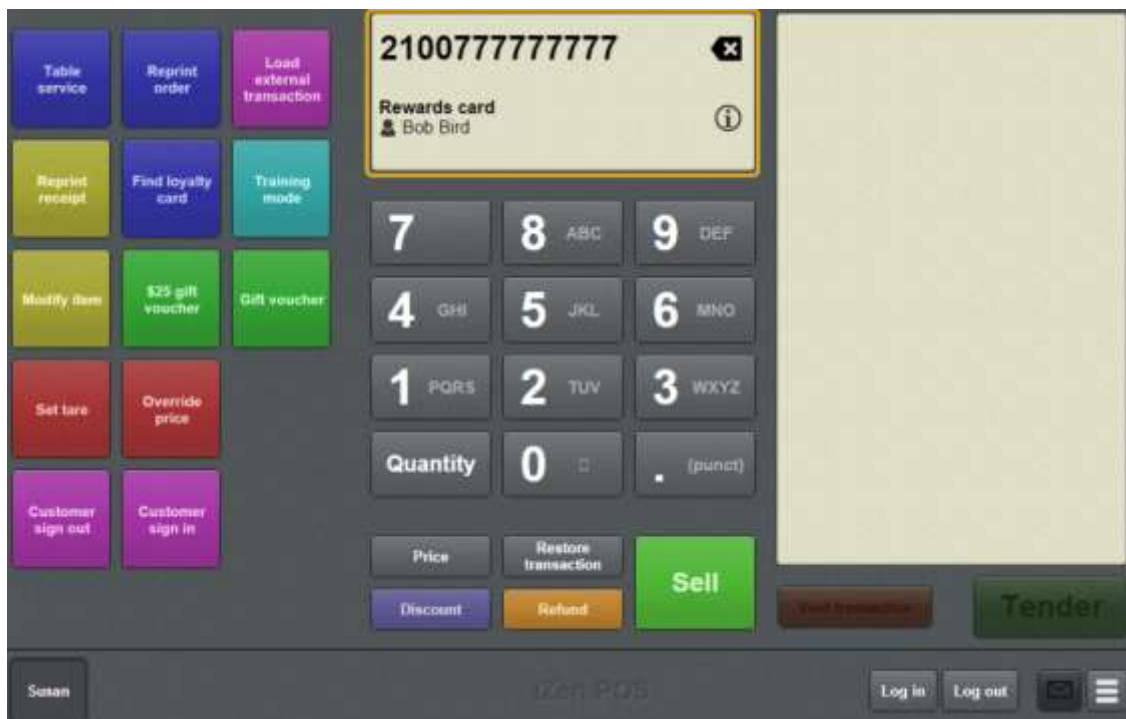 Table
service
Reprint
order
Load
external
transaction
Reprint
receipt
Find loyalty
card
Training
mode
Modify item
$25 gift
voucher
Gift voucher
Set tare
Override
price
Customer
sign out
Customer
sign in
2100777777777
Rewards card
Bob Bird
7
8 ABC
9 DEF
4 GHI
5 JKL
6 MNO
1 PQRS
2 TUV
3 WXYZ
Quantity
0
. (punct)
Price
Restore
transaction
Discount
Refund
Sell
Void transaction
Tender
Susan
iZen POS
Log in
Log out